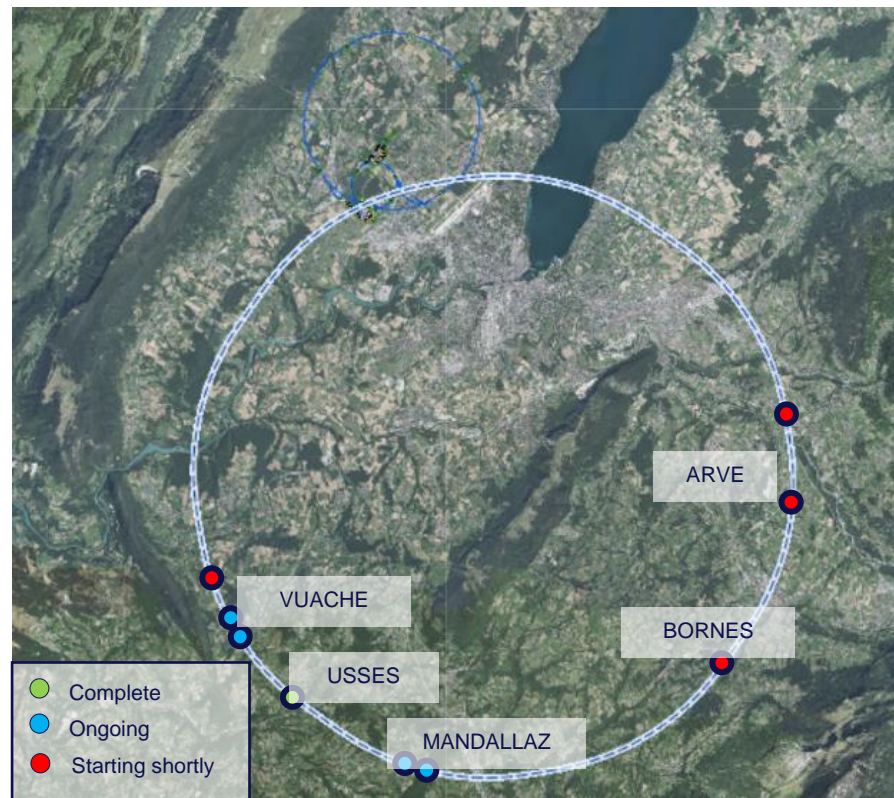 ARVE
VUACHE
BORNES
USSES
MANDALLAZ
Complete
Ongoing
Starting shortly